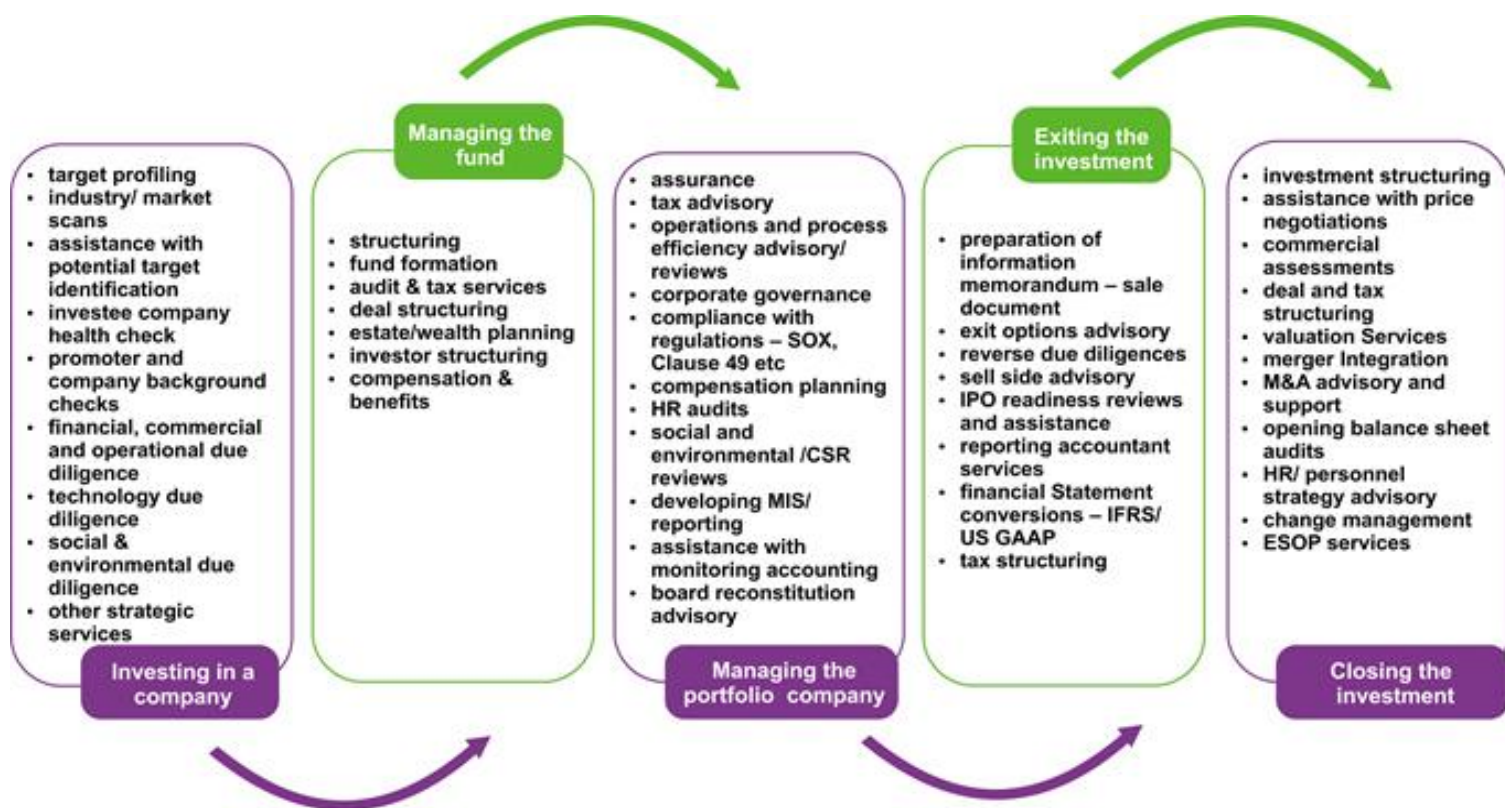 • target profiling
• industry/ market
scans
• assistance with
potential target
identification
• investee company
health check
• promoter and
company background
checks
• financial, commercial
and operational due
diligence
• technology due
diligence
• social &
environmental due
diligence
• other strategic
services
Investing in a
company
Managing the
fund
• structuring
• fund formation
• audit & tax services
• deal structuring
• estate/wealth planning
• investor structuring
• compensation &
benefits
• assurance
• tax advisory
• operations and process
efficiency advisory/
reviews
• corporate governance
• compliance with
regulations – SOX,
Clause 49 etc
• compensation planning
• HR audits
• social and
environmental /CSR
reviews
• developing MIS/
reporting
• assistance with
monitoring accounting
• board reconstitution
advisory
Managing the
portfolio company
Exiting the
investment
• preparation of
information
memorandum – sale
document
• exit options advisory
• reverse due diligences
• sell side advisory
• IPO readiness reviews
and assistance
• reporting accountant
services
• financial Statement
conversions – IFRS/
US GAAP
• tax structuring
• investment structuring
• assistance with price
negotiations
• commercial
assessments
• deal and tax
structuring
• valuation Services
• merger Integration
• M&A advisory and
support
• opening balance sheet
audits
• HR/ personnel
strategy advisory
• change management
• ESOP services
Closing the
investment